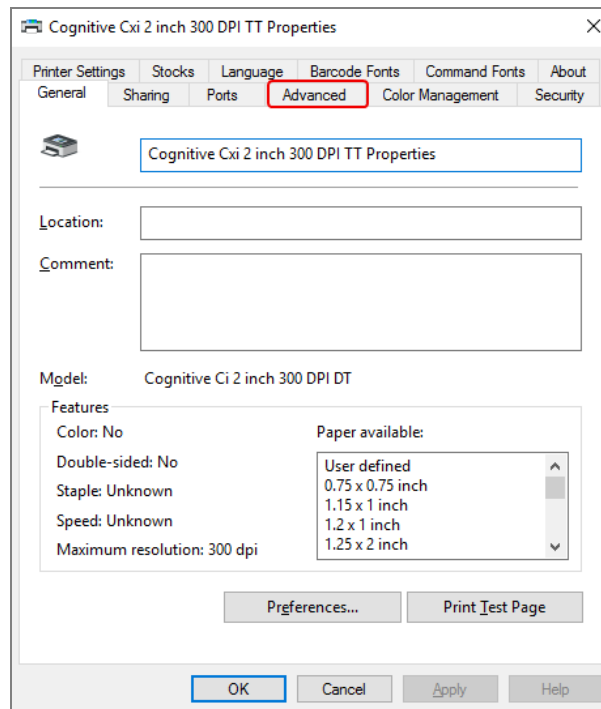 Cognitive Cxi 2 inch 300 DPI TT Properties
Printer Settings Stocks Language Barcode Fonts Command Fonts About
General Sharing Ports Advanced Color Management Security
Cognitive Cxi 2 inch 300 DPI TT Properties
Location:
Comment:
Model: Cognitive Ci 2 inch 300 DPI DT
Features
Color: No
Double-sided: No
Staple: Unknown
Speed: Unknown
Maximum resolution: 300 dpi
Paper available:
User defined
0.75 x 0.75 inch
1.15 x 1 inch
1.2 x 1 inch
1.25 x 2 inch
Preferences... Print Test Page
OK Cancel Apply Help